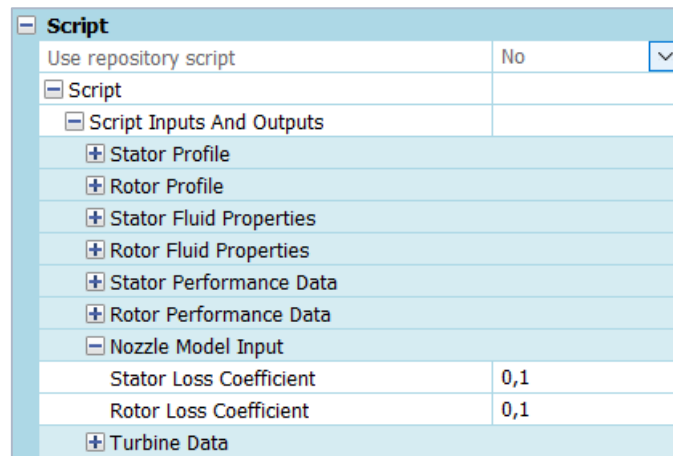 Script
Use repository script No
Script
Script Inputs And Outputs
Stator Profile
Rotor Profile
Stator Fluid Properties
Rotor Fluid Properties
Stator Performance Data
Rotor Performance Data
Nozzle Model Input
Stator Loss Coefficient 0,1
Rotor Loss Coefficient 0,1
Turbine Data